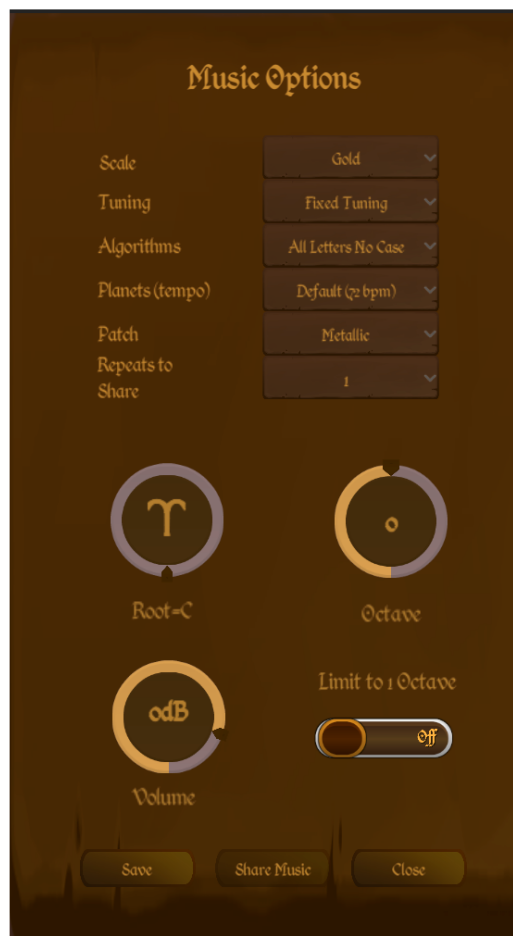 Music Options
Scale
Gold
Tuning
Fixed Tuning
Algorithms
All Letters No Case
Planets (tempo)
Default (72 bpm)
Patch
Metallic
Repeats to
Share
1
♈
0
Root=C
Octave
0dB
Limit to 1 Octave
Off
Volume
Save
Share Music
Close